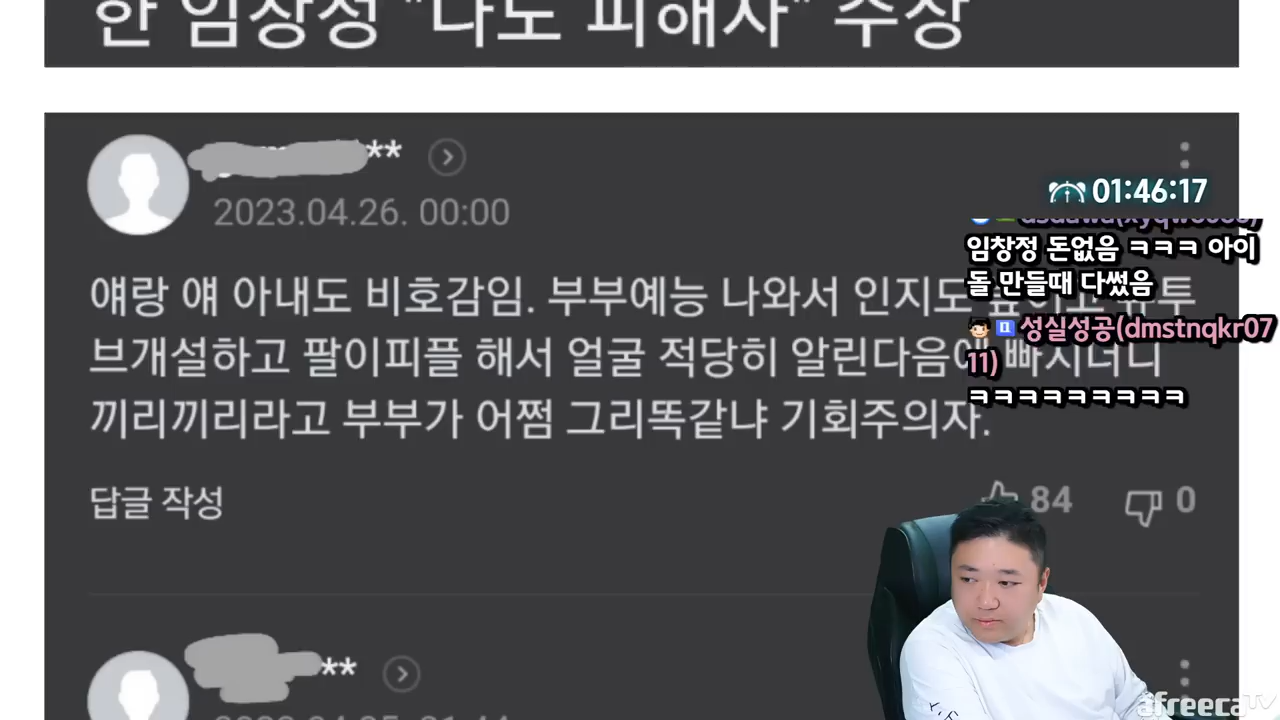 한 임창정 "나도 피해자" 주장
**
2023.04.26. 00:00
01:46:17
임창정 돈없음 ㅋㅋㅋ 아이
돌 만들때 다썼음
성실성공(dmstnqkr07
11)
ㅋㅋㅋㅋㅋㅋㅋㅋㅋ
얘랑 얘 아내도 비호감임. 부부예능 나와서 인지도
브개설하고 팔이피플 해서 얼굴 적당히 알린다음에 빠지더니
끼리끼리라고 부부가 어쩜 그리똑같냐 기회주의자.
답글 작성
84
0
**
afreecaTV